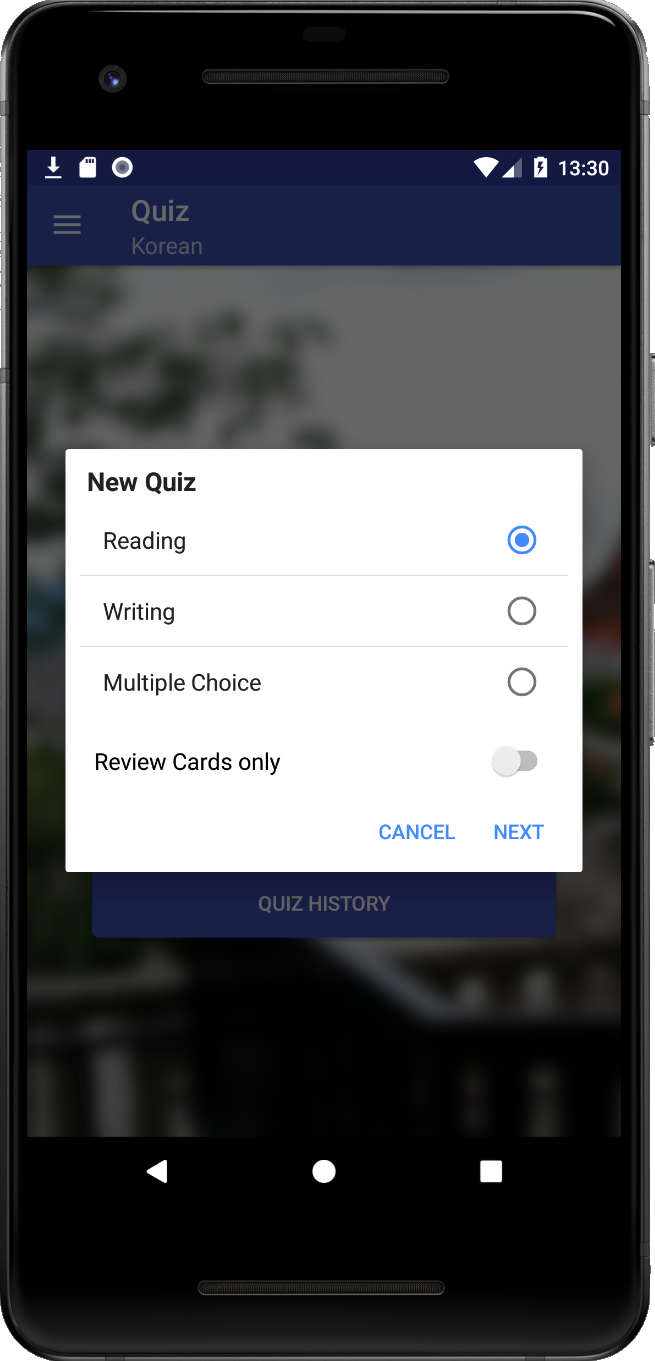 13:30
Quiz
Korean
New Quiz
Reading
Writing
Multiple Choice
Review Cards only
CANCEL NEXT
QUIZ HISTORY